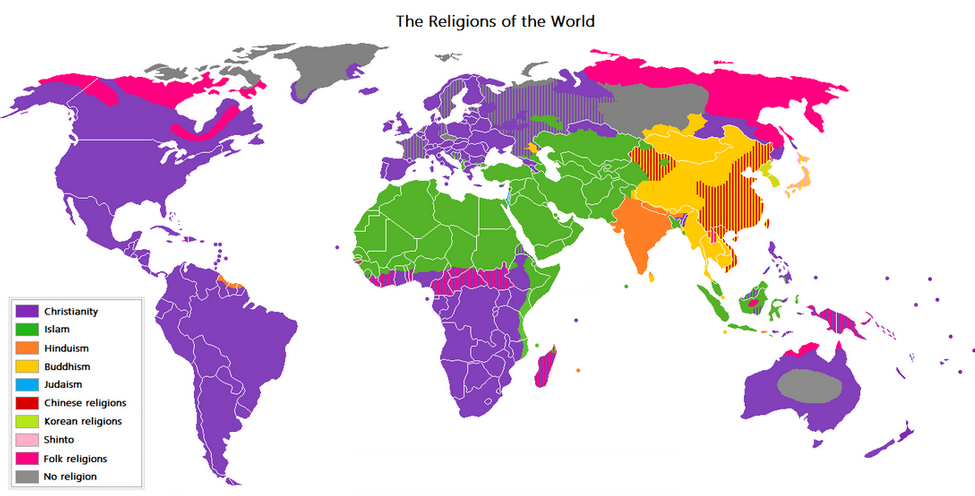 The Religions of the World
Christianity
Islam
Hinduism
Buddhism
Judaism
Chinese religions
Korean religions
Shinto
Folk religions
No religion